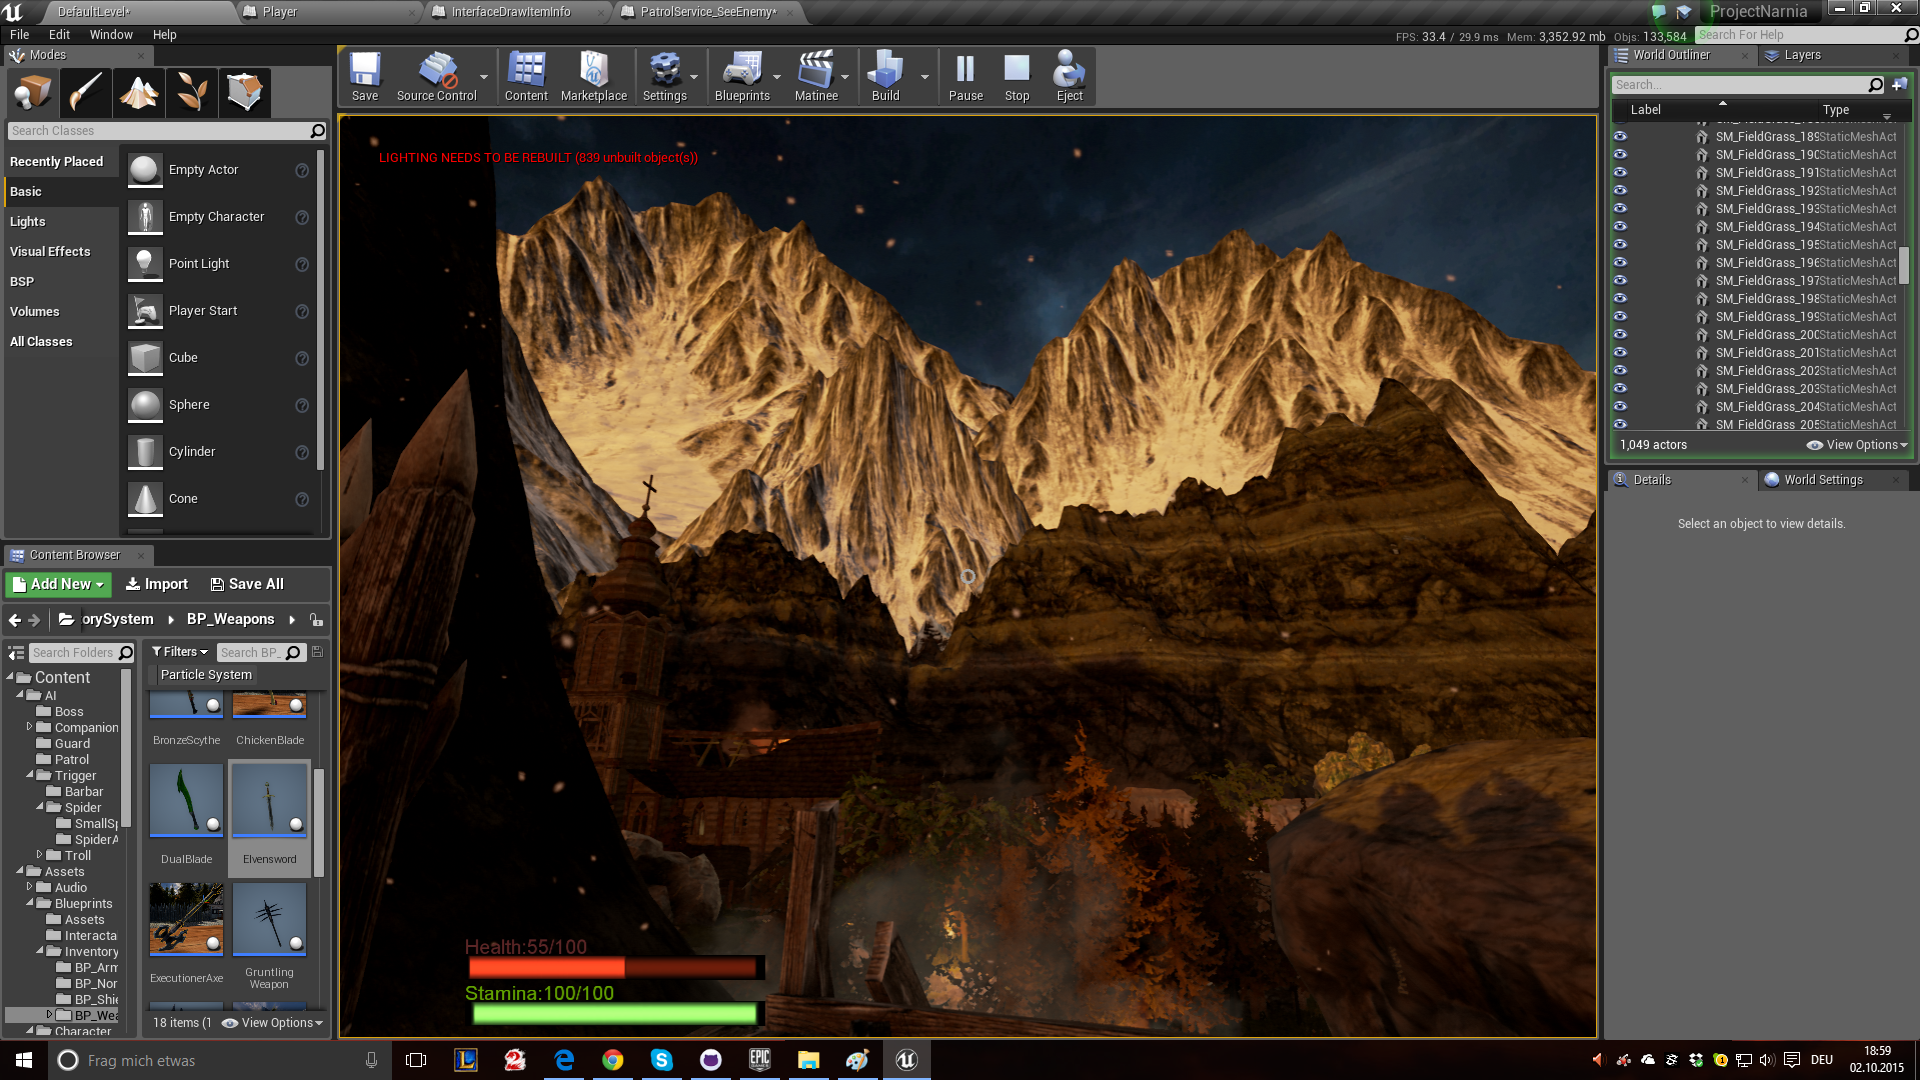 DefaultLevel*
Player
InterfaceDrawItemInfo
PatrolService_SeeEnemy*
ProjectNarnia
File Edit Window Help
FPS: 33.4 / 29.9 ms Mem: 3,352.92 mb Objs: 133,584
Search For Help
Modes
Save
Source Control
Content
Marketplace
Settings
Blueprints
Matinee
Build
Pause
Stop
Eject
World Outliner
Layers
Search...
Label
Type
Search Classes
Recently Placed
Basic
Lights
Visual Effects
BSP
Volumes
All Classes
Empty Actor
Empty Character
Point Light
Player Start
Cube
Sphere
Cylinder
Cone
LIGHTING NEEDS TO BE REBUILT (839 unbuilt object(s))
SM_FieldGrass_189 StaticMeshAct
SM_FieldGrass_190 StaticMeshAct
SM_FieldGrass_191 StaticMeshAct
SM_FieldGrass_192 StaticMeshAct
SM_FieldGrass_193 StaticMeshAct
SM_FieldGrass_194 StaticMeshAct
SM_FieldGrass_195 StaticMeshAct
SM_FieldGrass_196 StaticMeshAct
SM_FieldGrass_197 StaticMeshAct
SM_FieldGrass_198 StaticMeshAct
SM_FieldGrass_199 StaticMeshAct
SM_FieldGrass_200 StaticMeshAct
SM_FieldGrass_201 StaticMeshAct
SM_FieldGrass_202 StaticMeshAct
SM_FieldGrass_203 StaticMeshAct
SM_FieldGrass_204 StaticMeshAct
SM_FieldGrass_205 StaticMeshAct
1,049 actors
View Options
Details
World Settings
Select an object to view details.
Content Browser
Add New
Import
Save All
orySystem
BP_Weapons
Search Folders
Filters
Search BP_
Particle System
Content
AI
Boss
Companion
Guard
Patrol
Trigger
Barbar
Spider
SmallSp
SpiderA
Troll
Assets
Audio
Blueprints
Assets
Interacta
Inventory
BP_Arm
BP_Nor
BP_Shie
BP_Wea
Character
BronzeScythe
ChickenBlade
DualBlade
Elvensword
ExecutionerAxe
Gruntling
Weapon
18 items (1
View Options
Health:55/100
Stamina:100/100
Frag mich etwas
EPIC
GAMES
DEU
18:59
02.10.2015